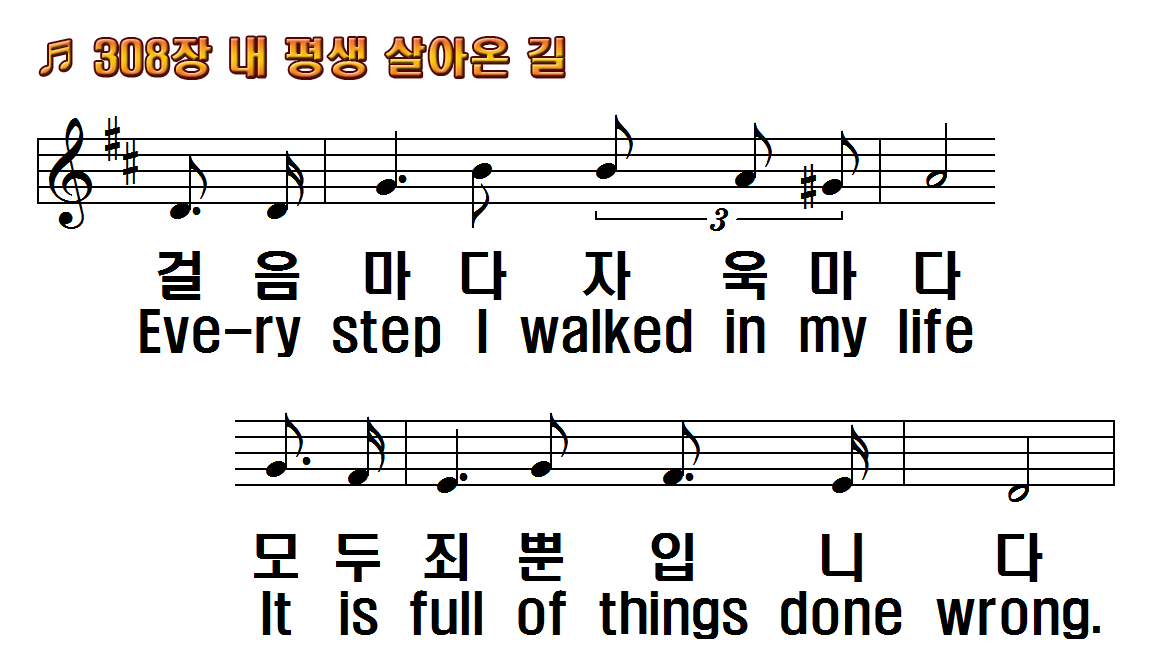 ♬ 308장 내 평생 살아온 길
3
걸 음 마 다 자 욱 마 다
Eve-ry step I walked in my life
모 두 죄 뿐 입 니 다
It is full of things done wrong.